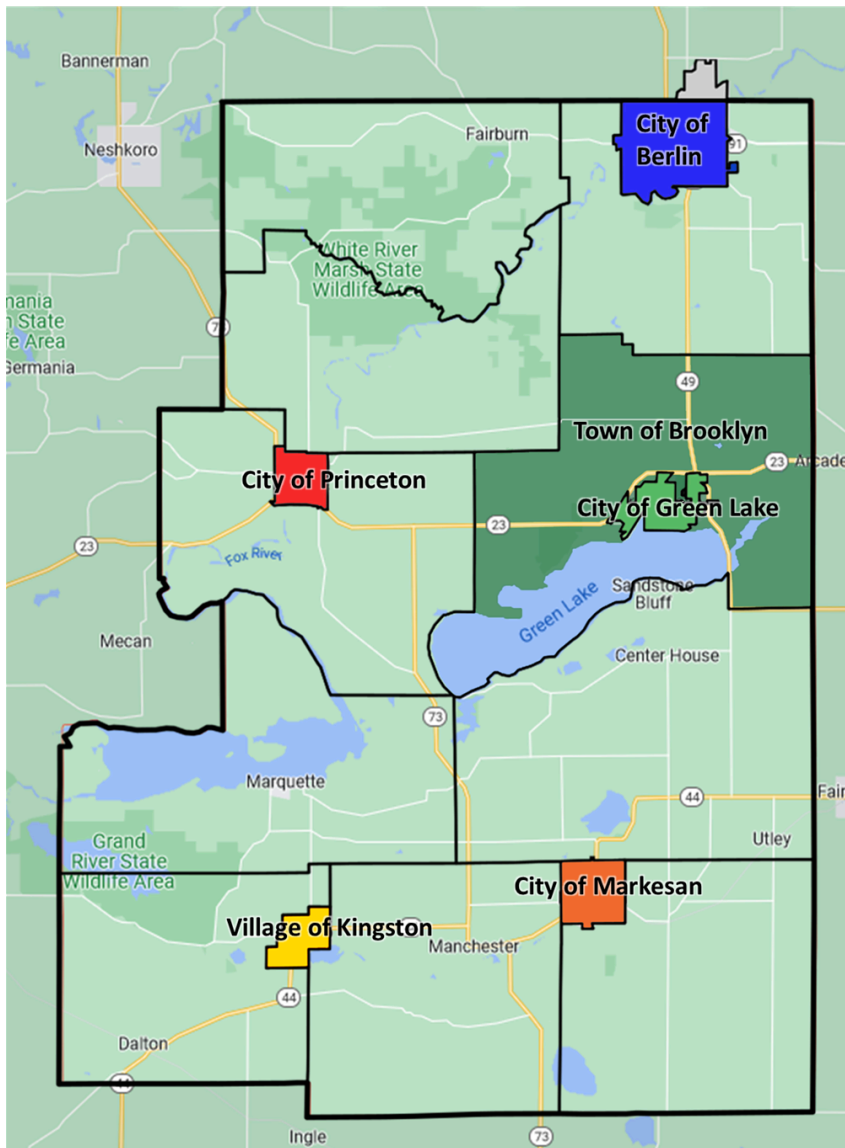 Bannerman
City of
Berlin
91
Fairburn
Neshkoro
White River
Marsh State
Wildlife Area
mania
n State
fe Area
Germania
49
Town of Brooklyn
23
Arcade
City of Princeton
City of Green Lake
23
23
Fox River
Green Lake
Sandstone
Bluff
Mecan
Center House
73
Marquette
44
Fair
Utley
Grand
River State
Wildlife Area
City of Markesan
Village of Kingston
Manchester
44
Dalton
44
Ingle
73